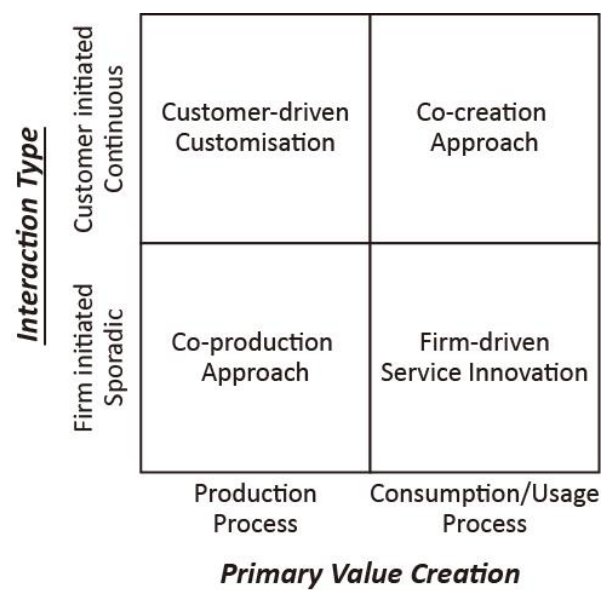 Interaction Type
Customer initiated
Continuous
Firm initiated
Sporadic
Customer-driven
Customisation
Co-creation
Approach
Co-production
Approach
Firm-driven
Service Innovation
Production
Process
Consumption/Usage
Process
Primary Value Creation